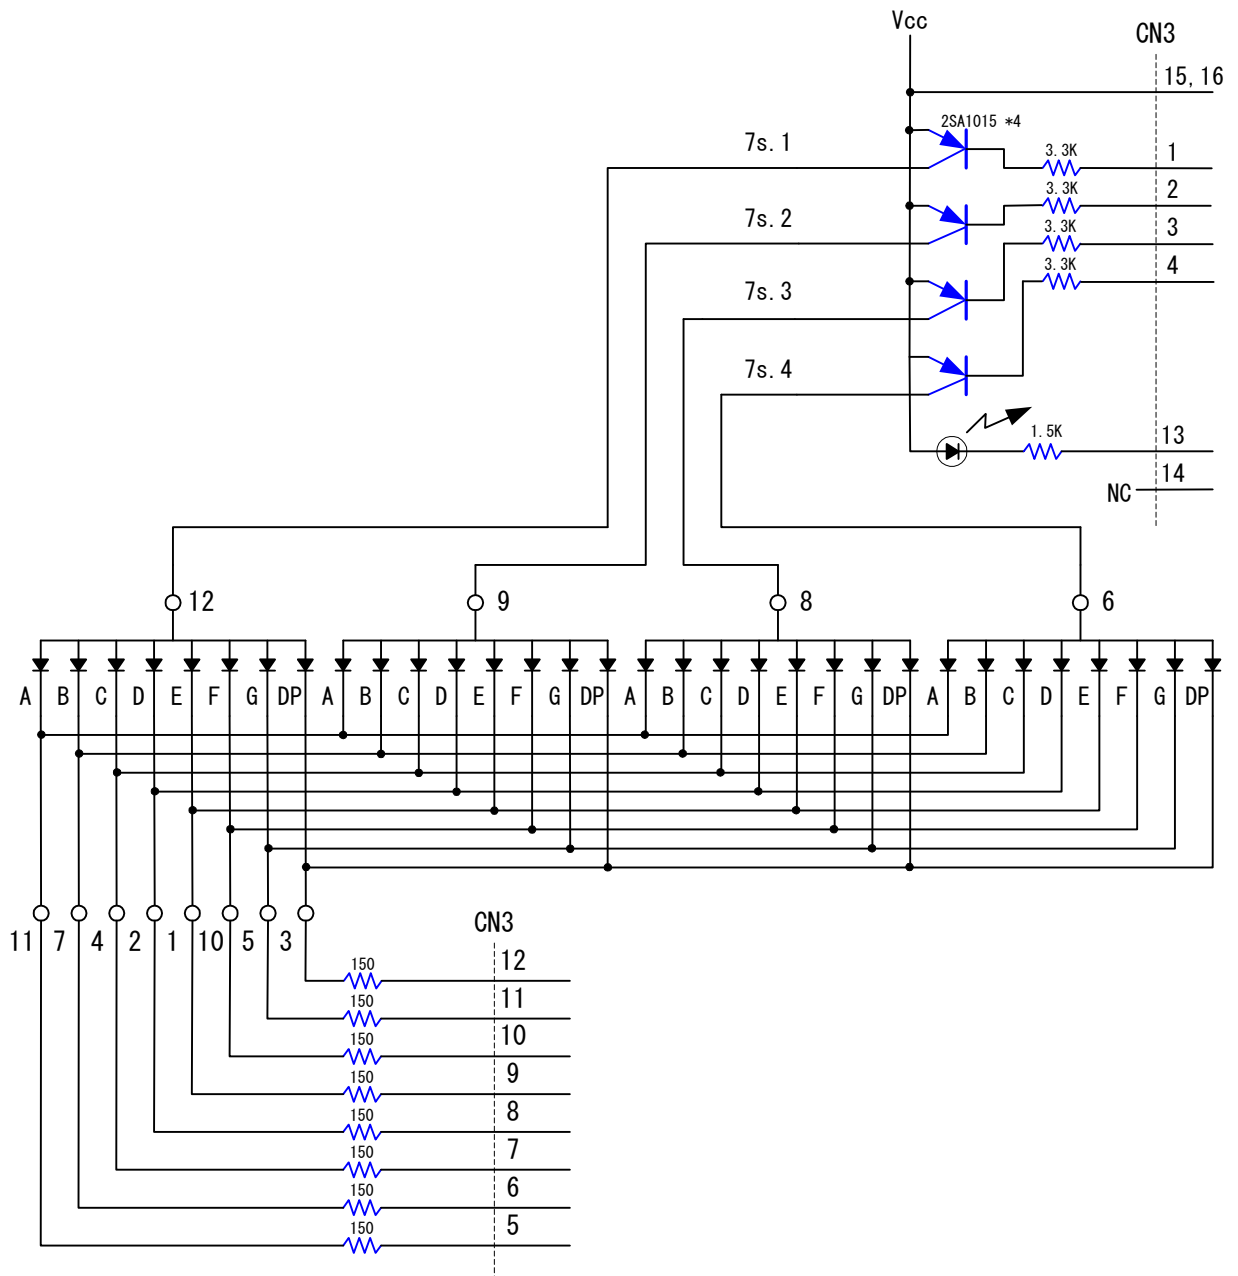 Vcc
CN3
15, 16
2SA1015 *4
7s. 1
3. 3K
1
3. 3K
2
7s. 2
3. 3K
3
3. 3K
4
7s. 3
7s. 4
1. 5K
13
14
NC
12 9 8 6
A B C D E F G DP A B C D E F G DP A B C D E F G DP A B C D E F G DP
11 7 4 2 1 10 5 3
CN3
150 12
150 11
150 10
150 9
150 8
150 7
150 6
150 5